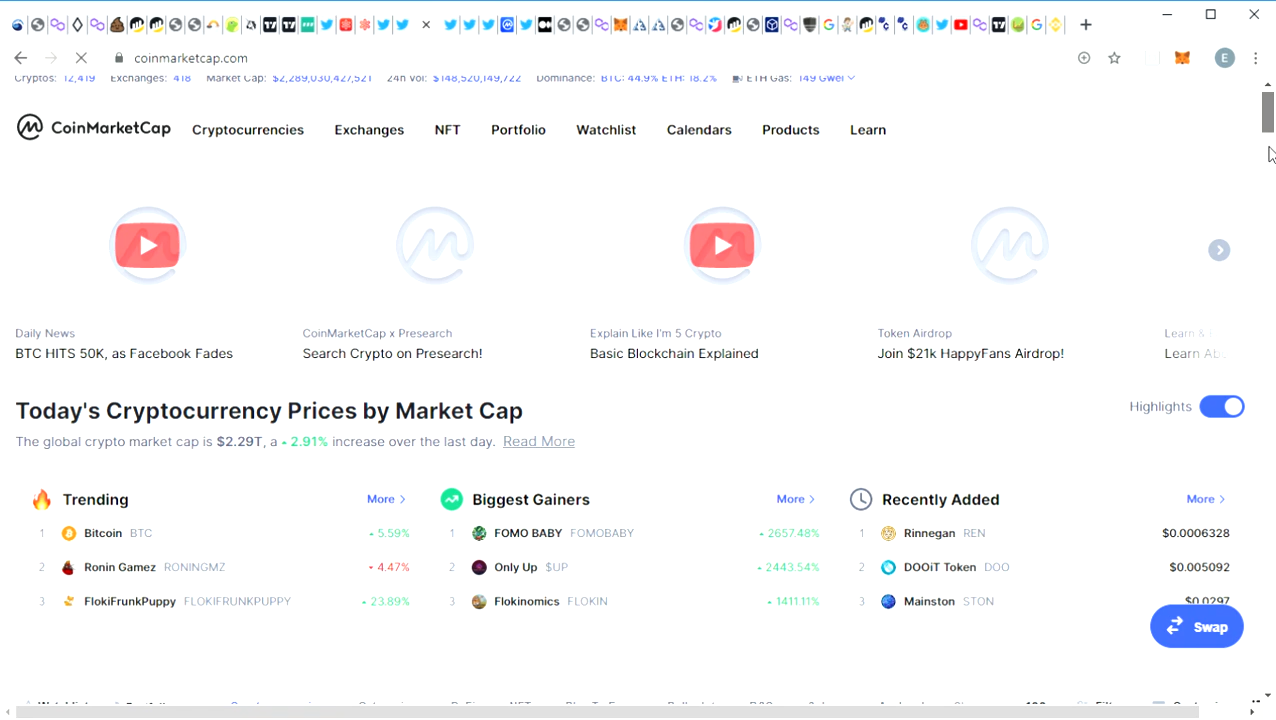 coinmarketcap.com
E
Cryptos: 12,419 Exchanges: 418 Market Cap: $2,289,030,427,521 24h Vol: $148,520,149,722 Dominance: BTC: 44.9% ETH: 18.2% ETH Gas: 149 Gwei
CoinMarketCap Cryptocurrencies Exchanges NFT Portfolio Watchlist Calendars Products Learn
Daily News CoinMarketCap x Presearch Explain Like I'm 5 Crypto Token Airdrop Learn &
BTC HITS 50K, as Facebook Fades Search Crypto on Presearch! Basic Blockchain Explained Join $21k HappyFans Airdrop! Learn
Today's Cryptocurrency Prices by Market Cap Highlights
The global crypto market cap is $2.29T, a 2.91% increase over the last day. Read More
Trending More Biggest Gainers More Recently Added More
1 Bitcoin BTC 5.59% 1 FOMO BABY FOMOBABY 2657.48% 1 Rinnegan REN $0.0006328
2 Ronin Gamez RONINGMZ 4.47% 2 Only Up $UP 2443.54% 2 DOOiT Token DOO $0.005092
3 FlokiFrunkPuppy FLOKIFRUNKPUPPY 23.89% 3 Flokinomics FLOKIN 1411.11% 3 Mainston STON $0.0297
Swap